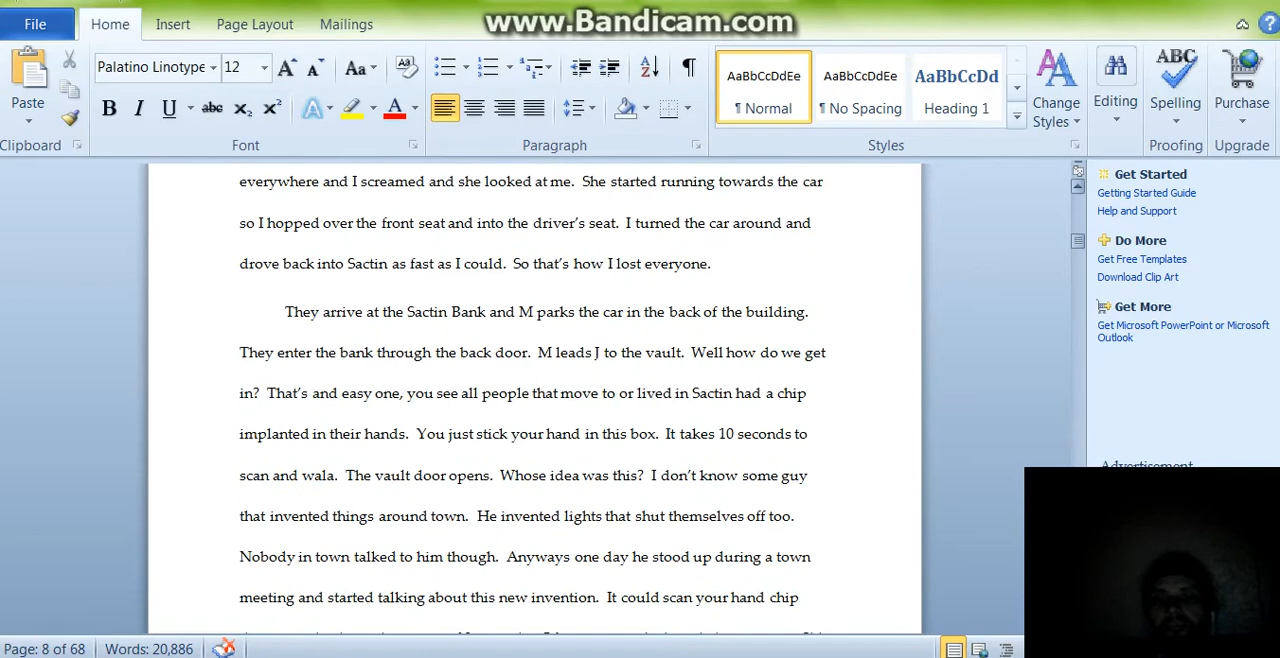 www.Bandicam.com
File Home Insert Page Layout Mailings
Paste
Palatino Linotype 12
Aa
B I U abc X₂ X²
AaBbCcDdEe AaBbCcDdEe AaBbCcDd
¶ Normal ¶ No Spacing Heading 1
Change Styles
Editing
ABC
Spelling
Purchase
Clipboard Font Paragraph Styles Proofing Upgrade
everywhere and I screamed and she looked at me. She started running towards the car
so I hopped over the front seat and into the driver's seat. I turned the car around and
drove back into Sactin as fast as I could. So that's how I lost everyone.
They arrive at the Sactin Bank and M parks the car in the back of the building.
They enter the bank through the back door. M leads J to the vault. Well how do we get
in? That's and easy one, you see all people that move to or lived in Sactin had a chip
implanted in their hands. You just stick your hand in this box. It takes 10 seconds to
scan and wala. The vault door opens. Whose idea was this? I don't know some guy
that invented things around town. He invented lights that shut themselves off too.
Nobody in town talked to him though. Anyways one day he stood up during a town
meeting and started talking about this new invention. It could scan your hand chip
Get Started
Getting Started Guide
Help and Support
Do More
Get Free Templates
Download Clip Art
Get More
Get Microsoft PowerPoint or Microsoft
Outlook
Advertisement
Page: 8 of 68 Words: 20,886